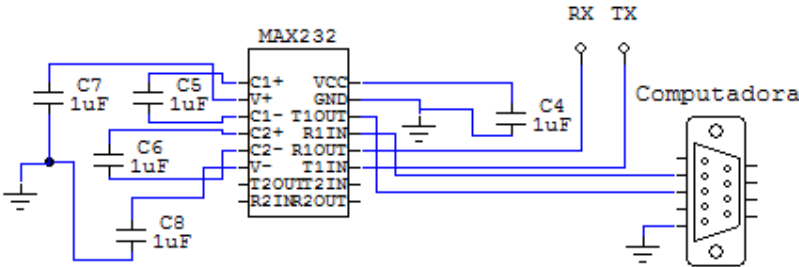 RX TX
MAX232
Computadora
C7
1uF
C5
1uF
C6
1uF
C8
1uF
C4
1uF
C1+ VCC
V+ GND
C1- T1OUT
C2+ R1IN
C2- R1OUT
V- T1IN
T2OUT T2IN
R2IN R2OUT